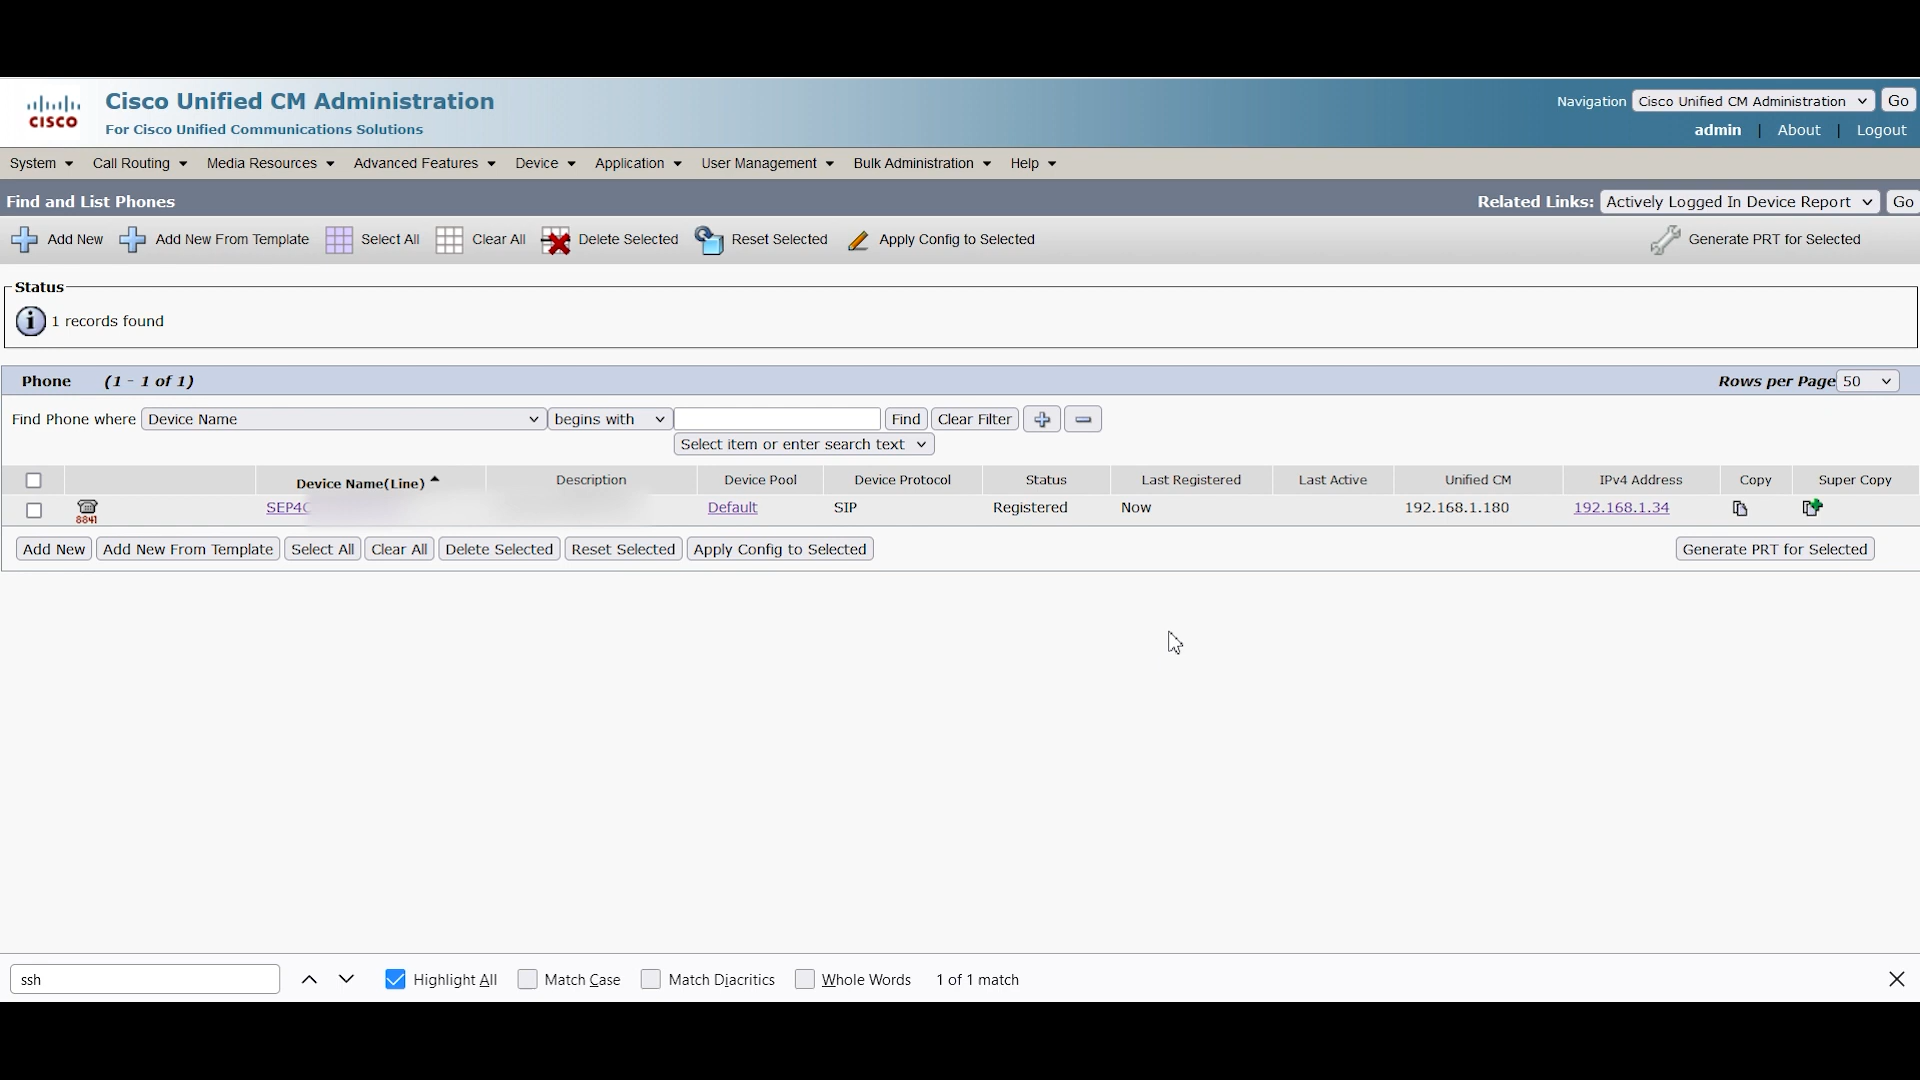 CISCO
Cisco Unified CM Administration
For Cisco Unified Communications Solutions
Navigation Cisco Unified CM Administration Go
admin | About | Logout
System Call Routing Media Resources Advanced Features Device Application User Management Bulk Administration Help
Find and List Phones Related Links: Actively Logged In Device Report Go
Add New Add New From Template Select All Clear All Delete Selected Reset Selected Apply Config to Selected Generate PRT for Selected
Status
1 records found
Phone (1 - 1 of 1) Rows per Page 50
Find Phone where Device Name begins with Find Clear Filter
Select item or enter search text
Device Name(Line) Description Device Pool Device Protocol Status Last Registered Last Active Unified CM IPv4 Address Copy Super Copy
8841 SEP4C Default SIP Registered Now 192.168.1.180 192.168.1.34
Add New Add New From Template Select All Clear All Delete Selected Reset Selected Apply Config to Selected Generate PRT for Selected
ssh Highlight All Match Case Match Diacritics Whole Words 1 of 1 match